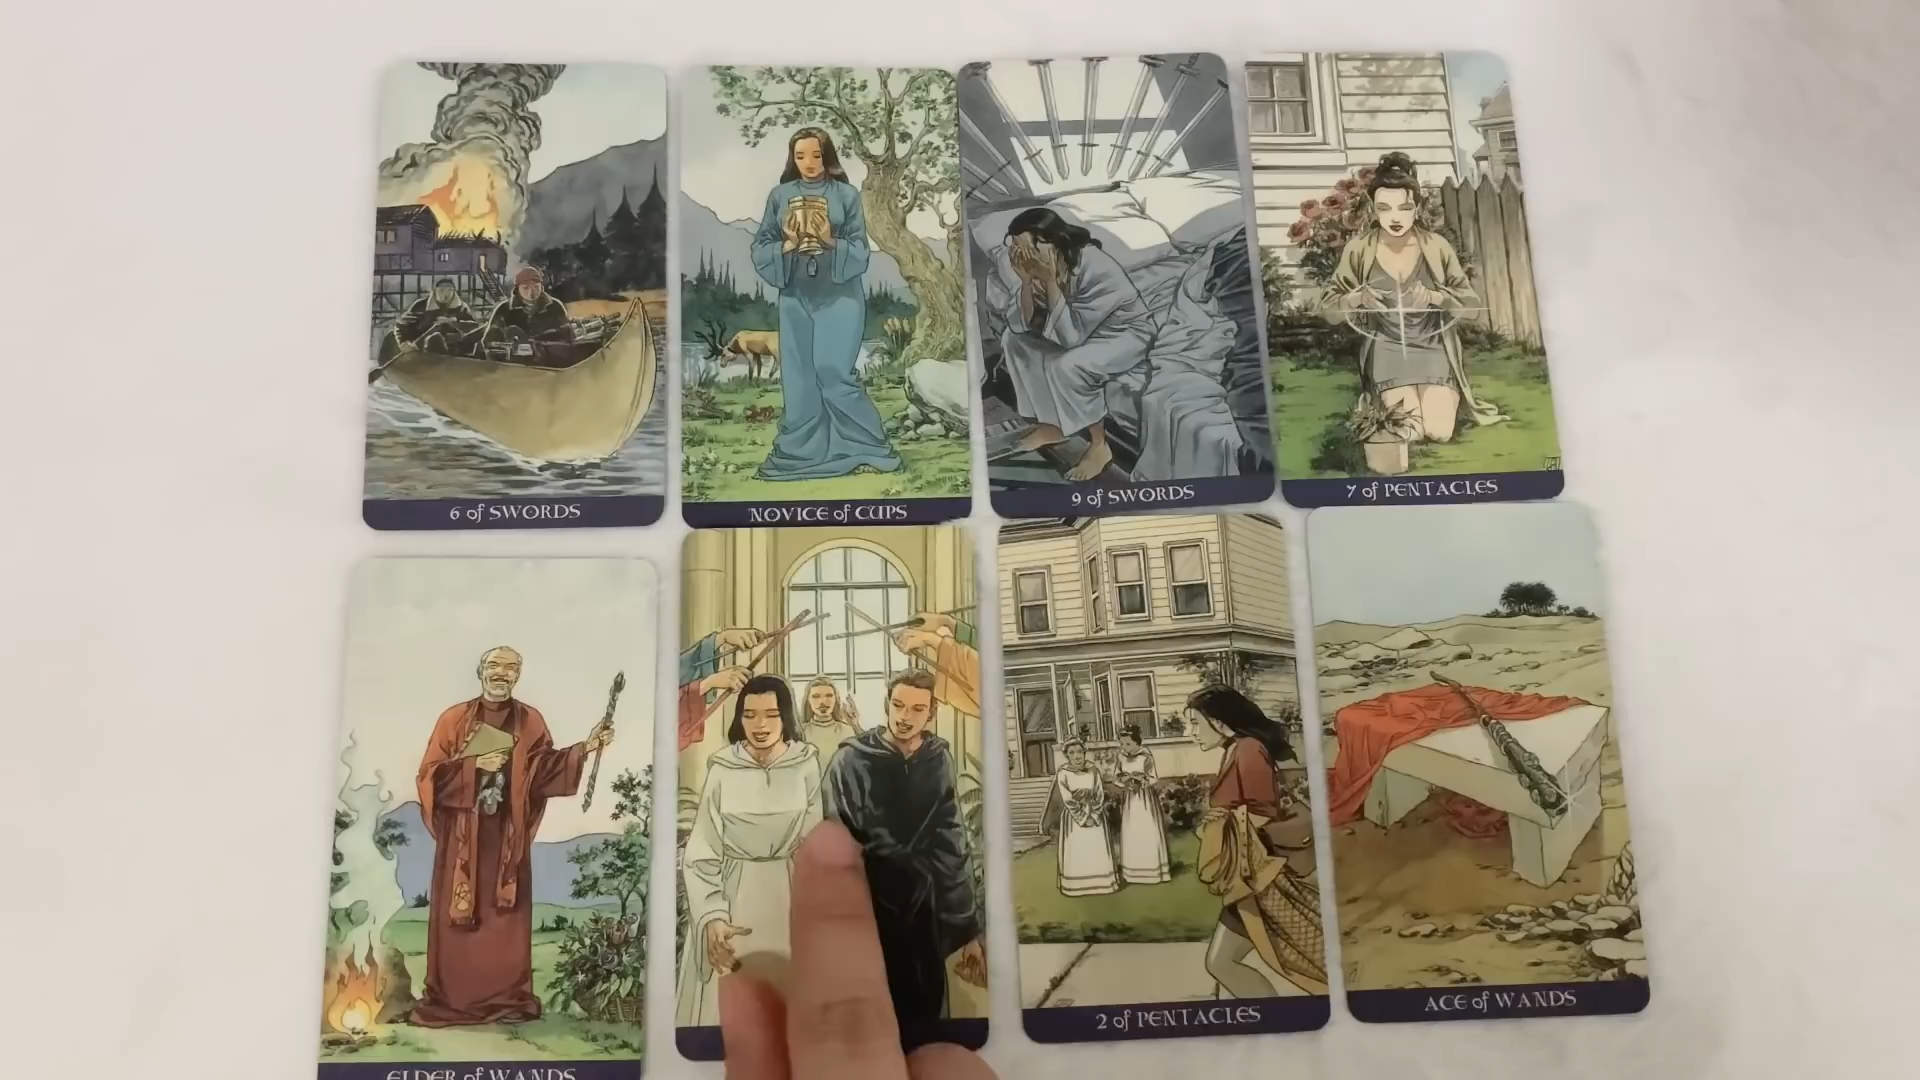 6 of SWORDS
NOVICE of CUPS
9 of SWORDS
7 of PENTACLES
ELDER of WANDS
2 of PENTACLES
ACE of WANDS